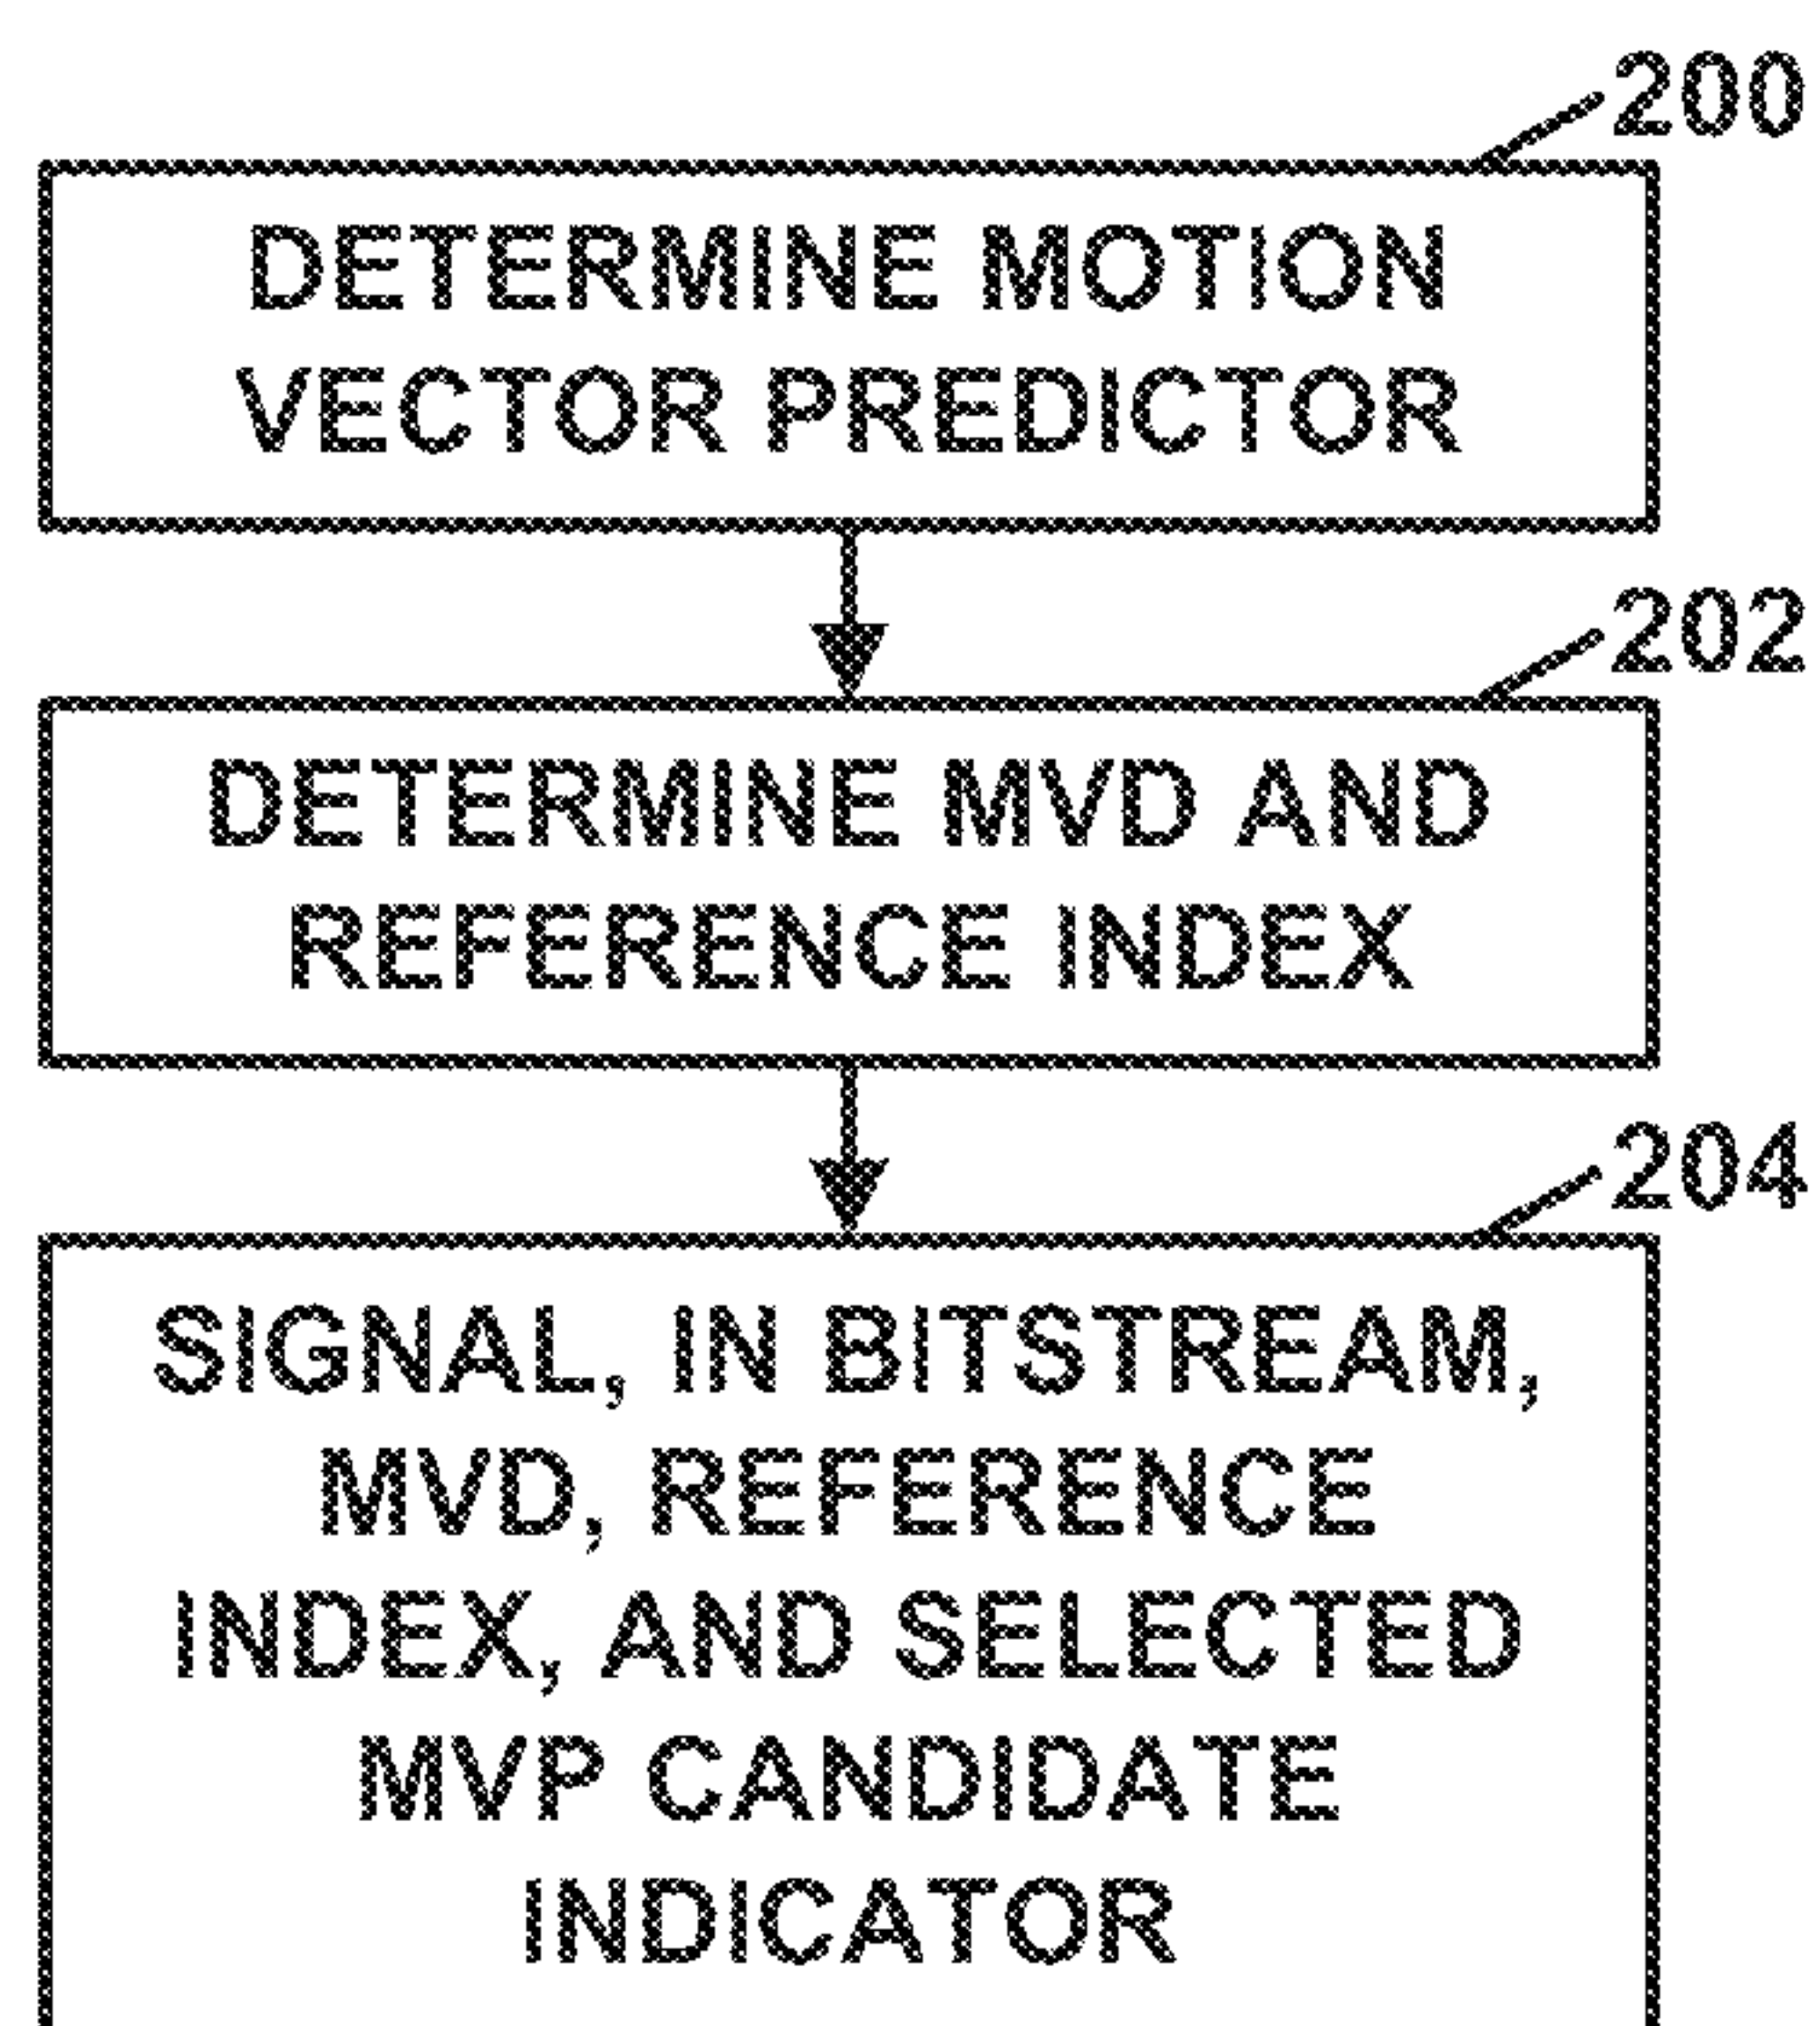 200
DETERMINE MOTION
VECTOR PREDICTOR
202
DETERMINE MVD AND
REFERENCE INDEX
204
SIGNAL, IN BITSTREAM,
MVD, REFERENCE
INDEX, AND SELECTED
MVP CANDIDATE
INDICATOR